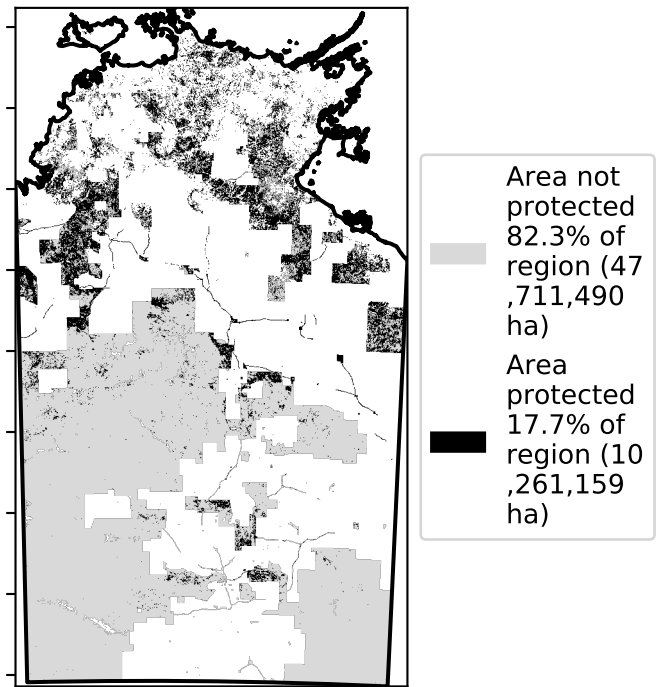 Area not
protected
82.3% of
region (47
,711,490
ha)
Area
protected
17.7% of
region (10
,261,159
ha)